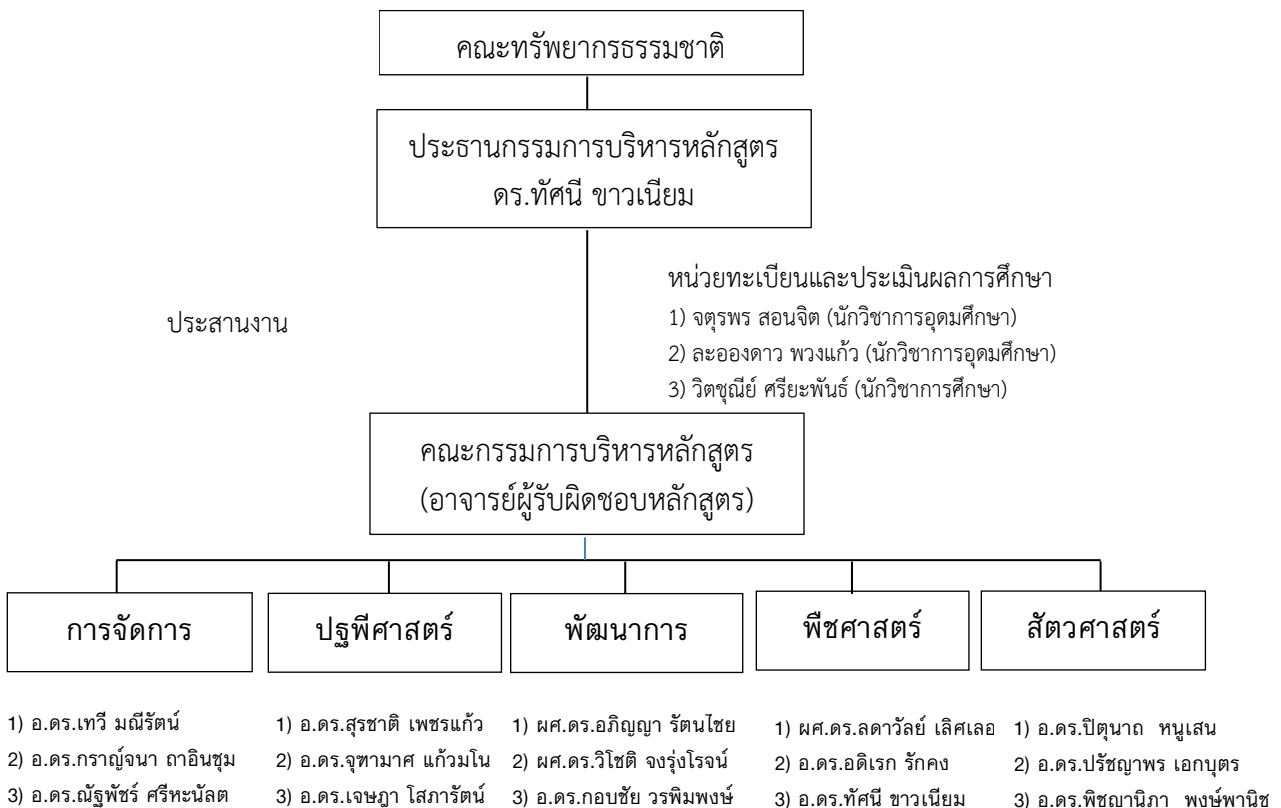 คณะทรัพยากรธรรมชาติ
ประธานกรรมการบริหารหลักสูตร
ดร.ทัศนี ขาวเนียม
หน่วยทะเบียนและประเมินผลการศึกษา
1) จตุรพร สอนจิต (นักวิชาการอุดมศึกษา)
ประสานงาน
2) ละอองดาว พวงแก้ว (นักวิชาการอุดมศึกษา)
3) วิตชุณีย์ ศรียะพันธ์ (นักวิชาการศึกษา)
คณะกรรมการบริหารหลักสูตร
(อาจารย์ผู้รับผิดชอบหลักสูตร)
การจัดการ
ปฐพีศาสตร์
พัฒนาการ
พืชศาสตร์
สัตวศาสตร์
1) อ.ดร.เทวี มณีรัตน์
2) อ.ดร.กราญ์จนา ถาอินชุม
3) อ.ดร.ณัฐพัชร์ ศรีหะนัลต
1) อ.ดร.สุรชาติ เพชรแก้ว
2) อ.ดร.จุฑามาศ แก้วมโน
3) อ.ดร.เจษฎา โสภารัตน์
1) ผศ.ดร.อภิญญา รัตนไชย
2) ผศ.ดร.วิโชติ จงรุ่งโรจน์
3) อ.ดร.กอบชัย วรพิมพงษ์
1) ผศ.ดร.ลดาวัลย์ เลิศเลอ
2) อ.ดร.อดิเรก รักคง
3) อ.ดร.ทัศนี ขาวเนียม
1) อ.ดร.ปิตุนาถ หนูเสน
2) อ.ดร.ปรัชญาพร เอกบุตร
3) อ.ดร.พิชญานิภา พงษ์พานิช